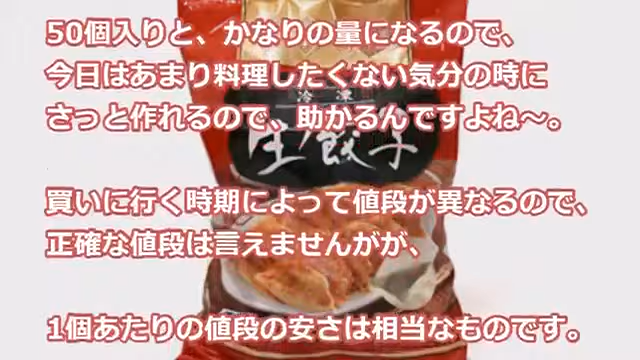 50個入りと、かなりの量になるので、
今日はあまり料理したくない気分の時に
冷凍
さっと作れるので、助かるんですよね～。
生餃子
買いに行く時期によって値段が異なるので、
正確な値段は言えませんがが、
1個あたりの値段の安さは相当なものです。